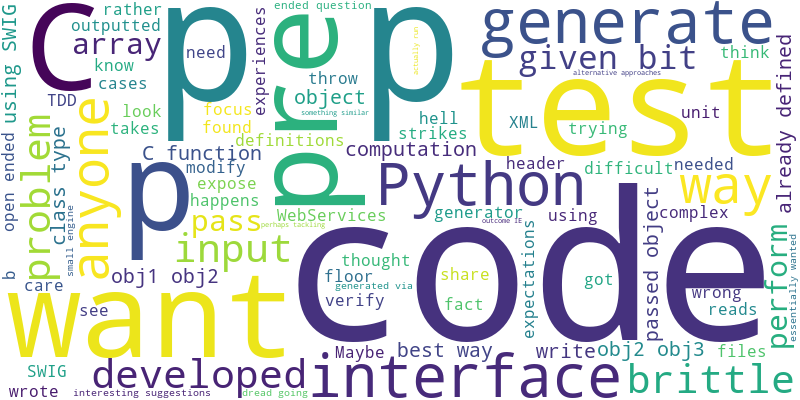 rather
outputted
C
p
p
need
ended question
experiences
pre
throw
object
something similar
actually run
generate
given bit
alternative approaches
think
already defined
using SWIG
array
know
cases
TDD
look
takes
focus
found
hell
strikes
XML
unit
trying
test
open ended
problem
class type
anyone
C function
modify
expose
happens
definitions
computation
header
difficult
needed
p
Python
way
pass
WebServices
generator
using
passed object
complex
b
small engine
input
perhaps tackling
outcome IE
code
perform
essentially wanted
care
obj1 obj2
thought
floor
generated via
verify
share
fact
expectations
got
wrong
reads
want
see
Maybe
best way
write
obj2 obj3
files
SWIG
wrote
developed
interesting suggestions
dread going
interface
brittle